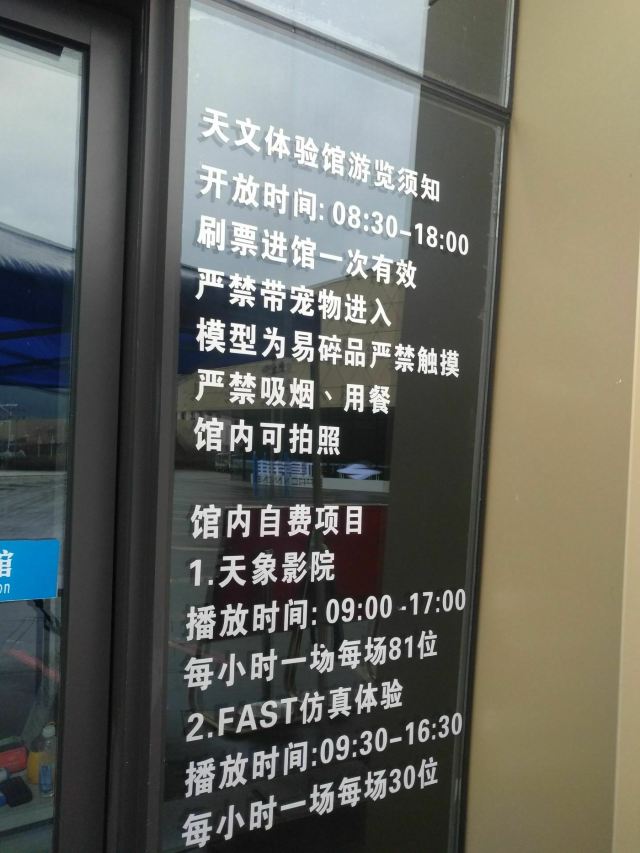 天文体验馆游览须知
开放时间: 08:30-18:00
刷票进馆一次有效
严禁带宠物进入
模型为易碎品严禁触摸
严禁吸烟、用餐
馆内可拍照
馆内自费项目
1.天象影院
播放时间: 09:00-17:00
每小时一场每场81位
2.FAST仿真体验
播放时间:09:30-16:30
每小时一场每场30位
馆
on